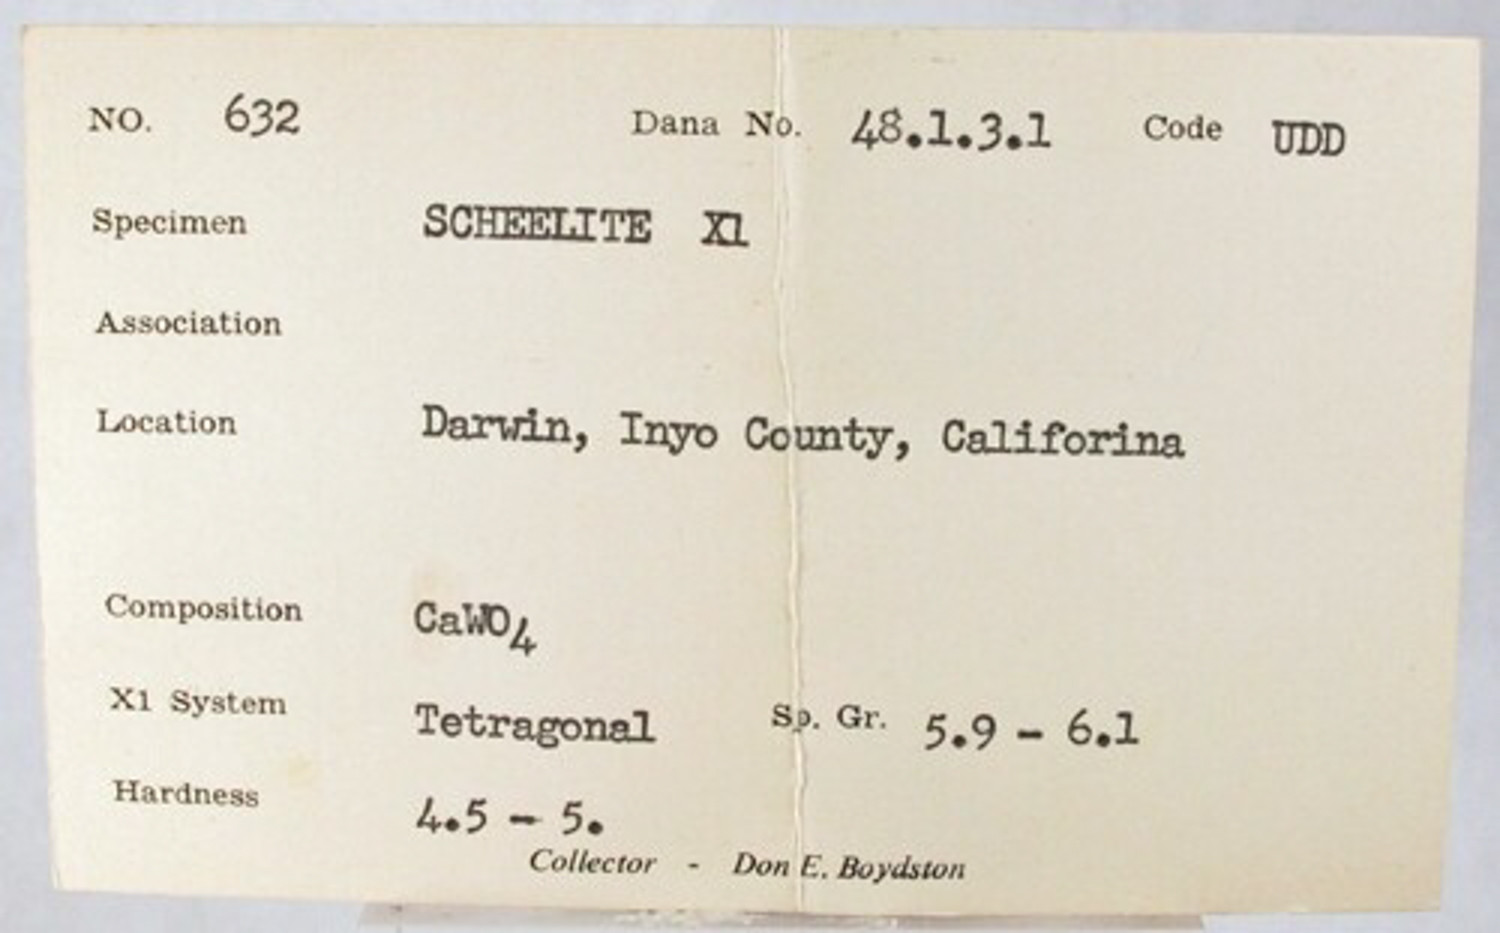 NO. 632 Dana No. 48.1.3.1 Code UDD
Specimen SCHEELITE Xl
Association
Location Darwin, Inyo County, Califorina
Composition CaWO4
X1 System Tetragonal Sp. Gr. 5.9 - 6.1
Hardness 4.5 - 5.
Collector - Don E. Boydston